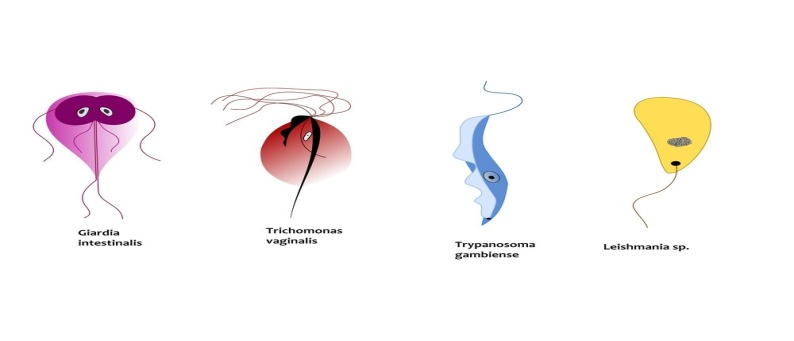 Giardia
intestinalis
Trichomonas
vaginalis
Trypanosoma
gambiense
Leishmania sp.